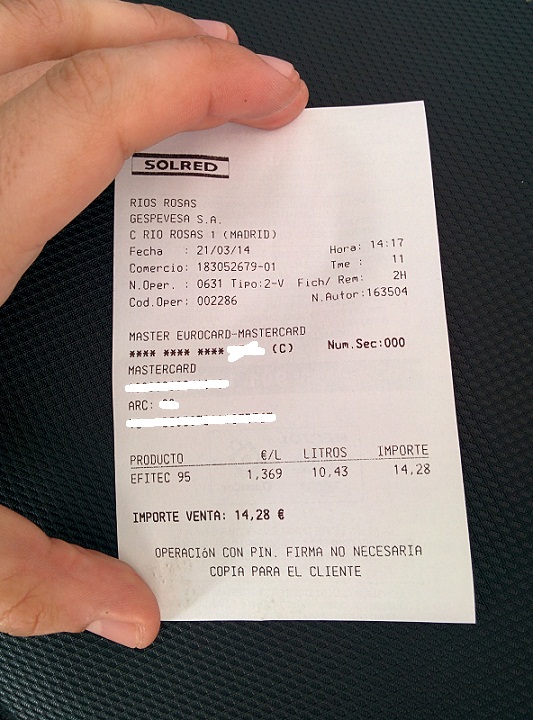 SOLRED
RIOS ROSAS
GESPEVESA S.A.
C RIO ROSAS 1 (MADRID)
Fecha : 21/03/14 Hora: 14:17
Comercio: 183052679-01 Tme : 11
N.Oper. : 0631 Tipo:2-V Fich/ Rem: 2H
Cod.Oper: 002286 N.Autor:163504
MASTER EUROCARD-MASTERCARD
**** **** **** (C) Num.Sec:000
MASTERCARD
ARC:
PRODUCTO €/L LITROS IMPORTE
EFITEC 95 1,369 10,43 14,28
IMPORTE VENTA: 14,28 €
OPERACIóN CON PIN. FIRMA NO NECESARIA
COPIA PARA EL CLIENTE